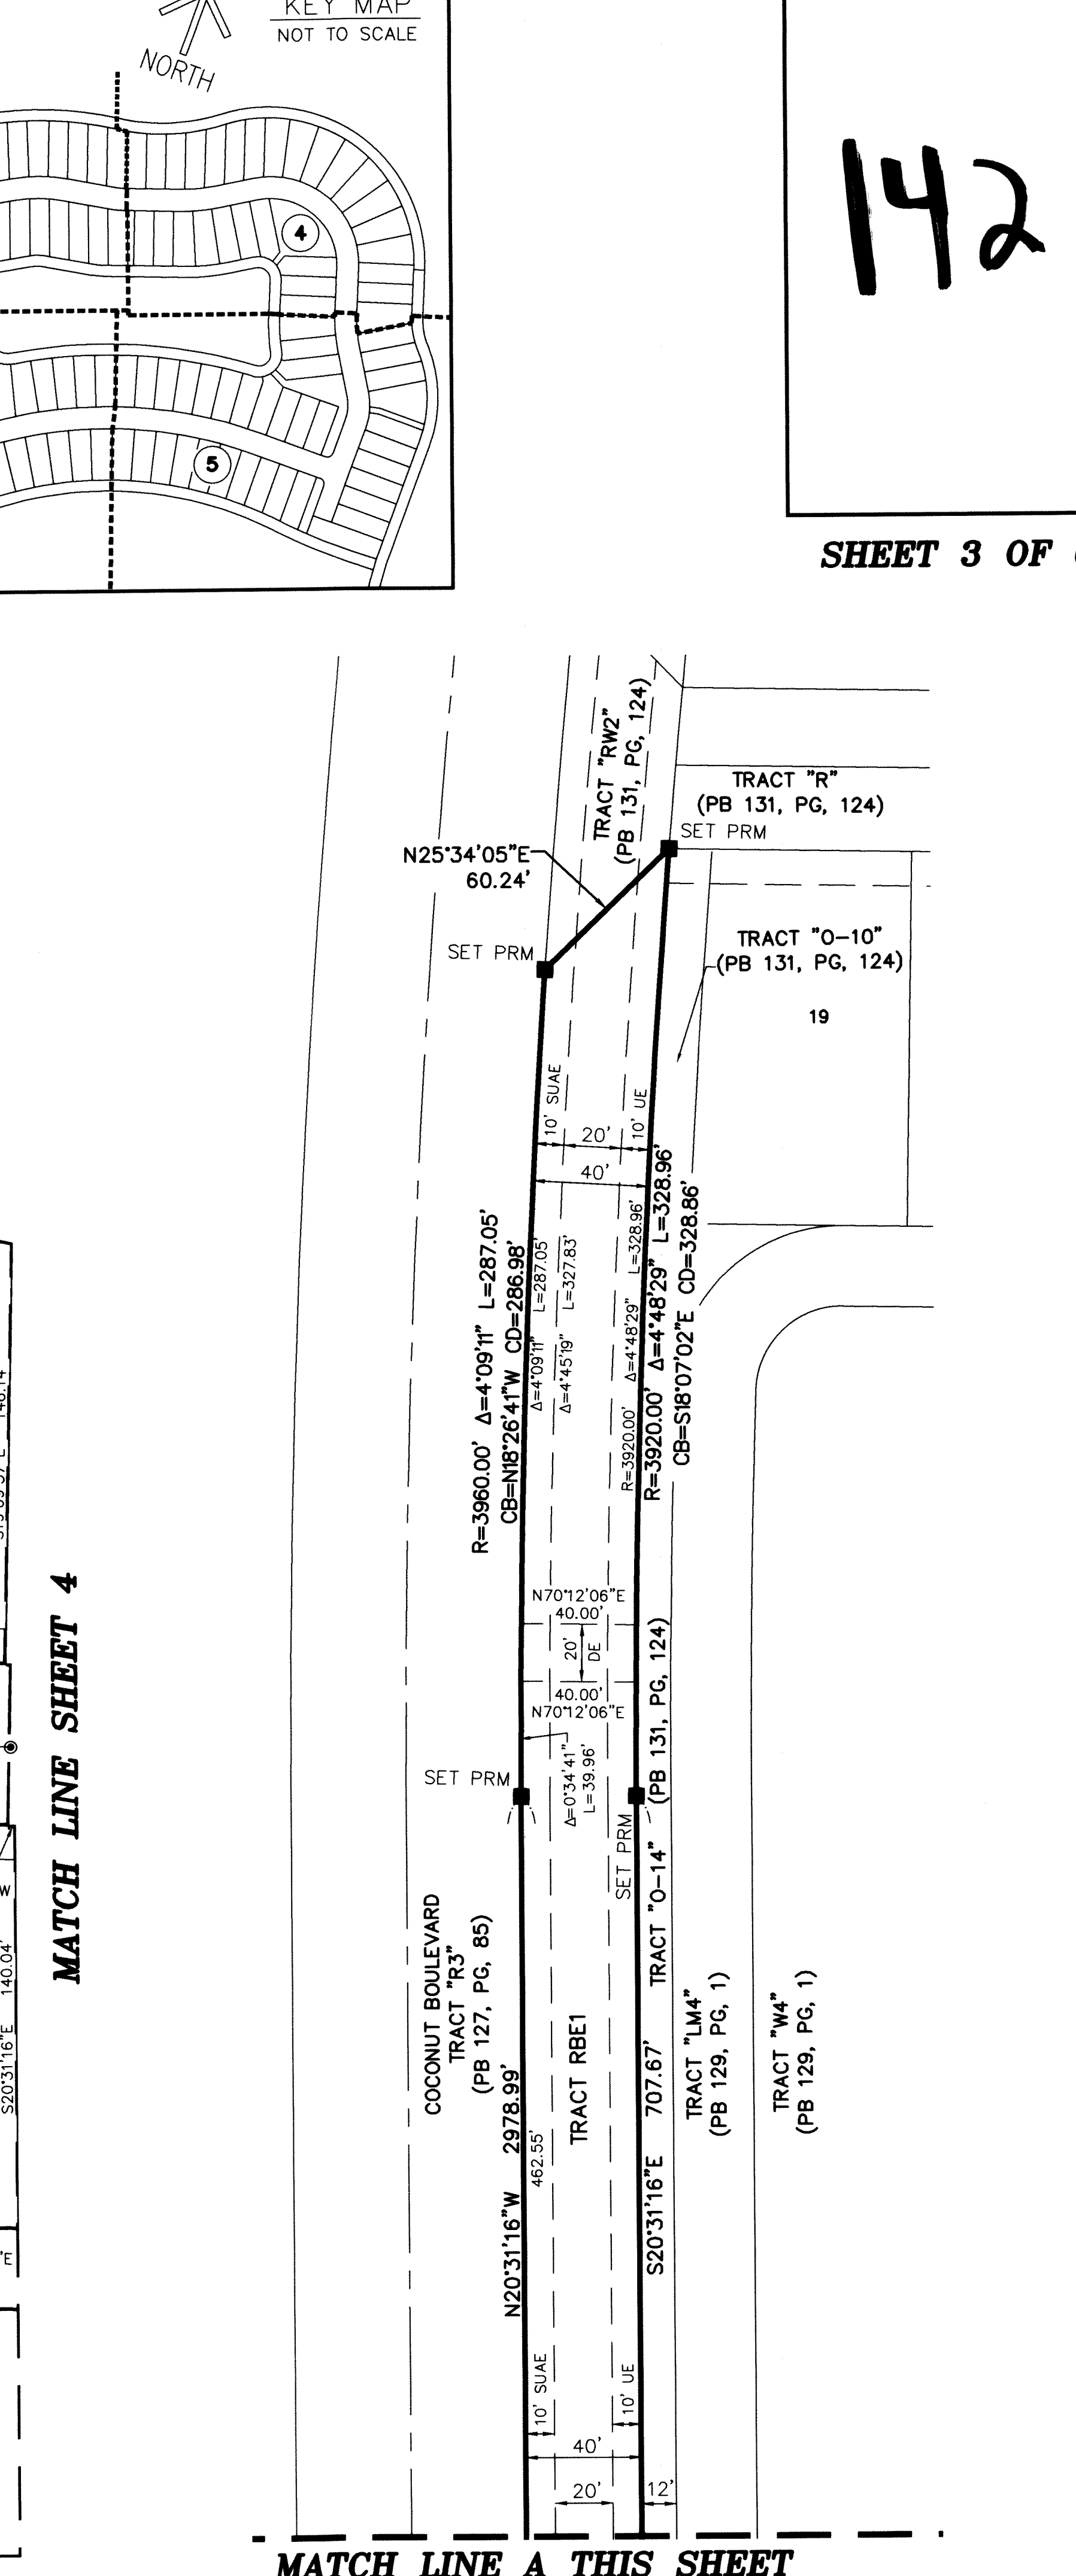 KEY MAP
NOT TO SCALE
NORTH
4
5
142
SHEET 3 OF
TRACT "RW2"
(PB 131, PG, 124)
TRACT "R"
(PB 131, PG, 124)
SET PRM
N25°34'05"E
60.24'
SET PRM
TRACT "O-10"
(PB 131, PG, 124)
19
10' SUAE
20'
10' UE
40'
R=3960.00' Δ=4°09'11" L=287.05'
CB=N18°26'41"W CD=286.98'
Δ=4°09'11" L=287.05'
Δ=4°45'19" L=327.83'
R=3920.00' Δ=4°48'29" L=328.96'
R=3920.00' Δ=4°48'29" L=328.96'
CB=S18°07'02"E CD=328.86'
N70°12'06"E
40.00'
20'
DE
40.00'
N70°12'06"E
Δ=0°34'41"
L=39.96'
SET PRM
SET PRM
MATCH LINE SHEET 4
TRACT "O-14" (PB 131, PG, 124)
COCONUT BOULEVARD
TRACT "R3"
(PB 127, PG, 85)
N20°31'16"W 2978.99'
462.55'
TRACT RBE1
S20°31'16"E 707.67'
TRACT "LM4"
(PB 129, PG, 1)
TRACT "W4"
(PB 129, PG, 1)
W
S20°31'16"E 140.04'
"E
10' SUAE
10' UE
40'
20'
12'
MATCH LINE A THIS SHEET